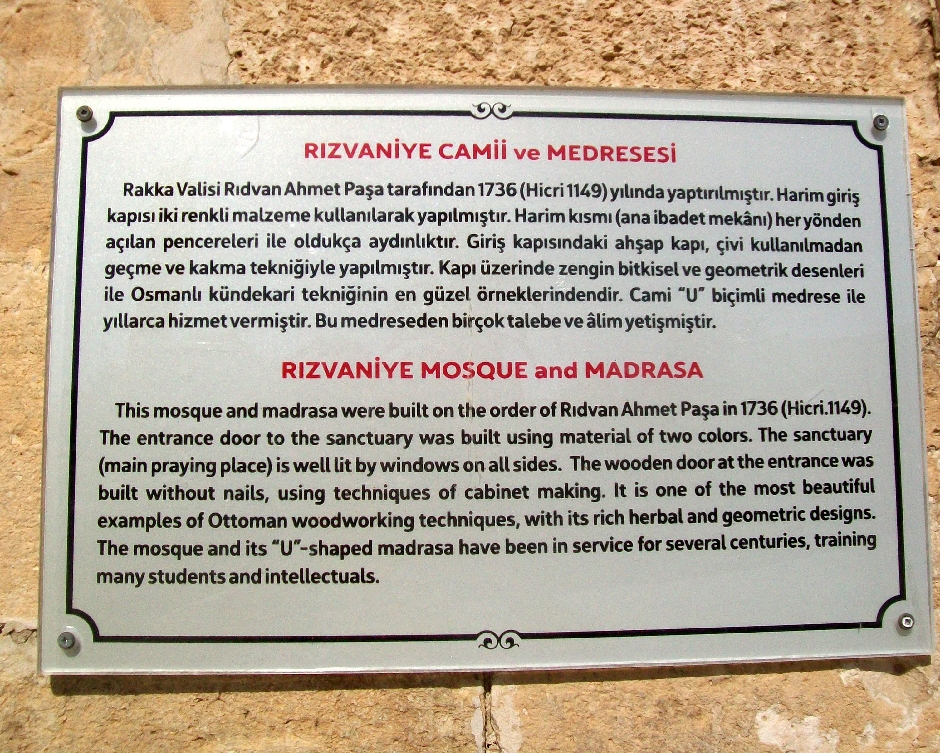 RIZVANİYE CAMİİ ve MEDRESESİ
Rakka Valisi Rıdvan Ahmet Paşa tarafından 1736 (Hicri 1149) yılında yaptırılmıştır. Harim giriş
kapısı iki renkli malzeme kullanılarak yapılmıştır. Harim kısmı (ana ibadet mekânı) her yönden
açılan pencereleri ile oldukça aydınlıktır. Giriş kapısındaki ahşap kapı, çivi kullanılmadan
geçme ve kakma tekniğiyle yapılmıştır. Kapı üzerinde zengin bitkisel ve geometrik desenleri
ile Osmanlı kündekari tekniğinin en güzel örneklerindendir. Cami "U" biçimli medrese ile
yıllarca hizmet vermiştir. Bu medreseden birçok talebe ve âlim yetişmiştir.
RIZVANİYE MOSQUE and MADRASA
This mosque and madrasa were built on the order of Rıdvan Ahmet Paşa in 1736 (Hicri.1149).
The entrance door to the sanctuary was built using material of two colors. The sanctuary
(main praying place) is well lit by windows on all sides. The wooden door at the entrance was
built without nails, using techniques of cabinet making. It is one of the most beautiful
examples of Ottoman woodworking techniques, with its rich herbal and geometric designs.
The mosque and its "U"-shaped madrasa have been in service for several centuries, training
many students and intellectuals.